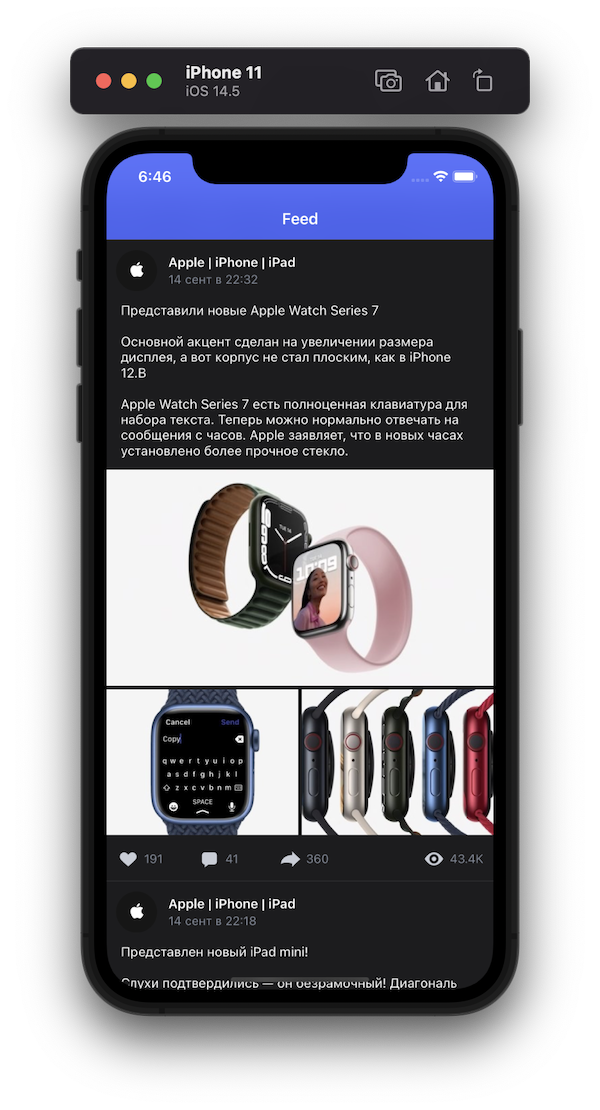 iPhone 11
iOS 14.5
6:46
Feed
Apple | iPhone | iPad
14 сент в 22:32
Представили новые Apple Watch Series 7
Основной акцент сделан на увеличении размера
дисплея, а вот корпус не стал плоским, как в iPhone
12.В
Apple Watch Series 7 есть полноценная клавиатура для
набора текста. Теперь можно нормально отвечать на
сообщения с часов. Apple заявляет, что в новых часах
установлено более прочное стекло.
TUE 14
10:09
Cancel Send
Copy
q w e r t y u i o p
a s d f g h j k l
z x c v b n m
SPACE
191 41 360 43.4K
Apple | iPhone | iPad
14 сент в 22:18
Представлен новый iPad mini!
Слухи подтвердились — он безрамочный! Диагональ